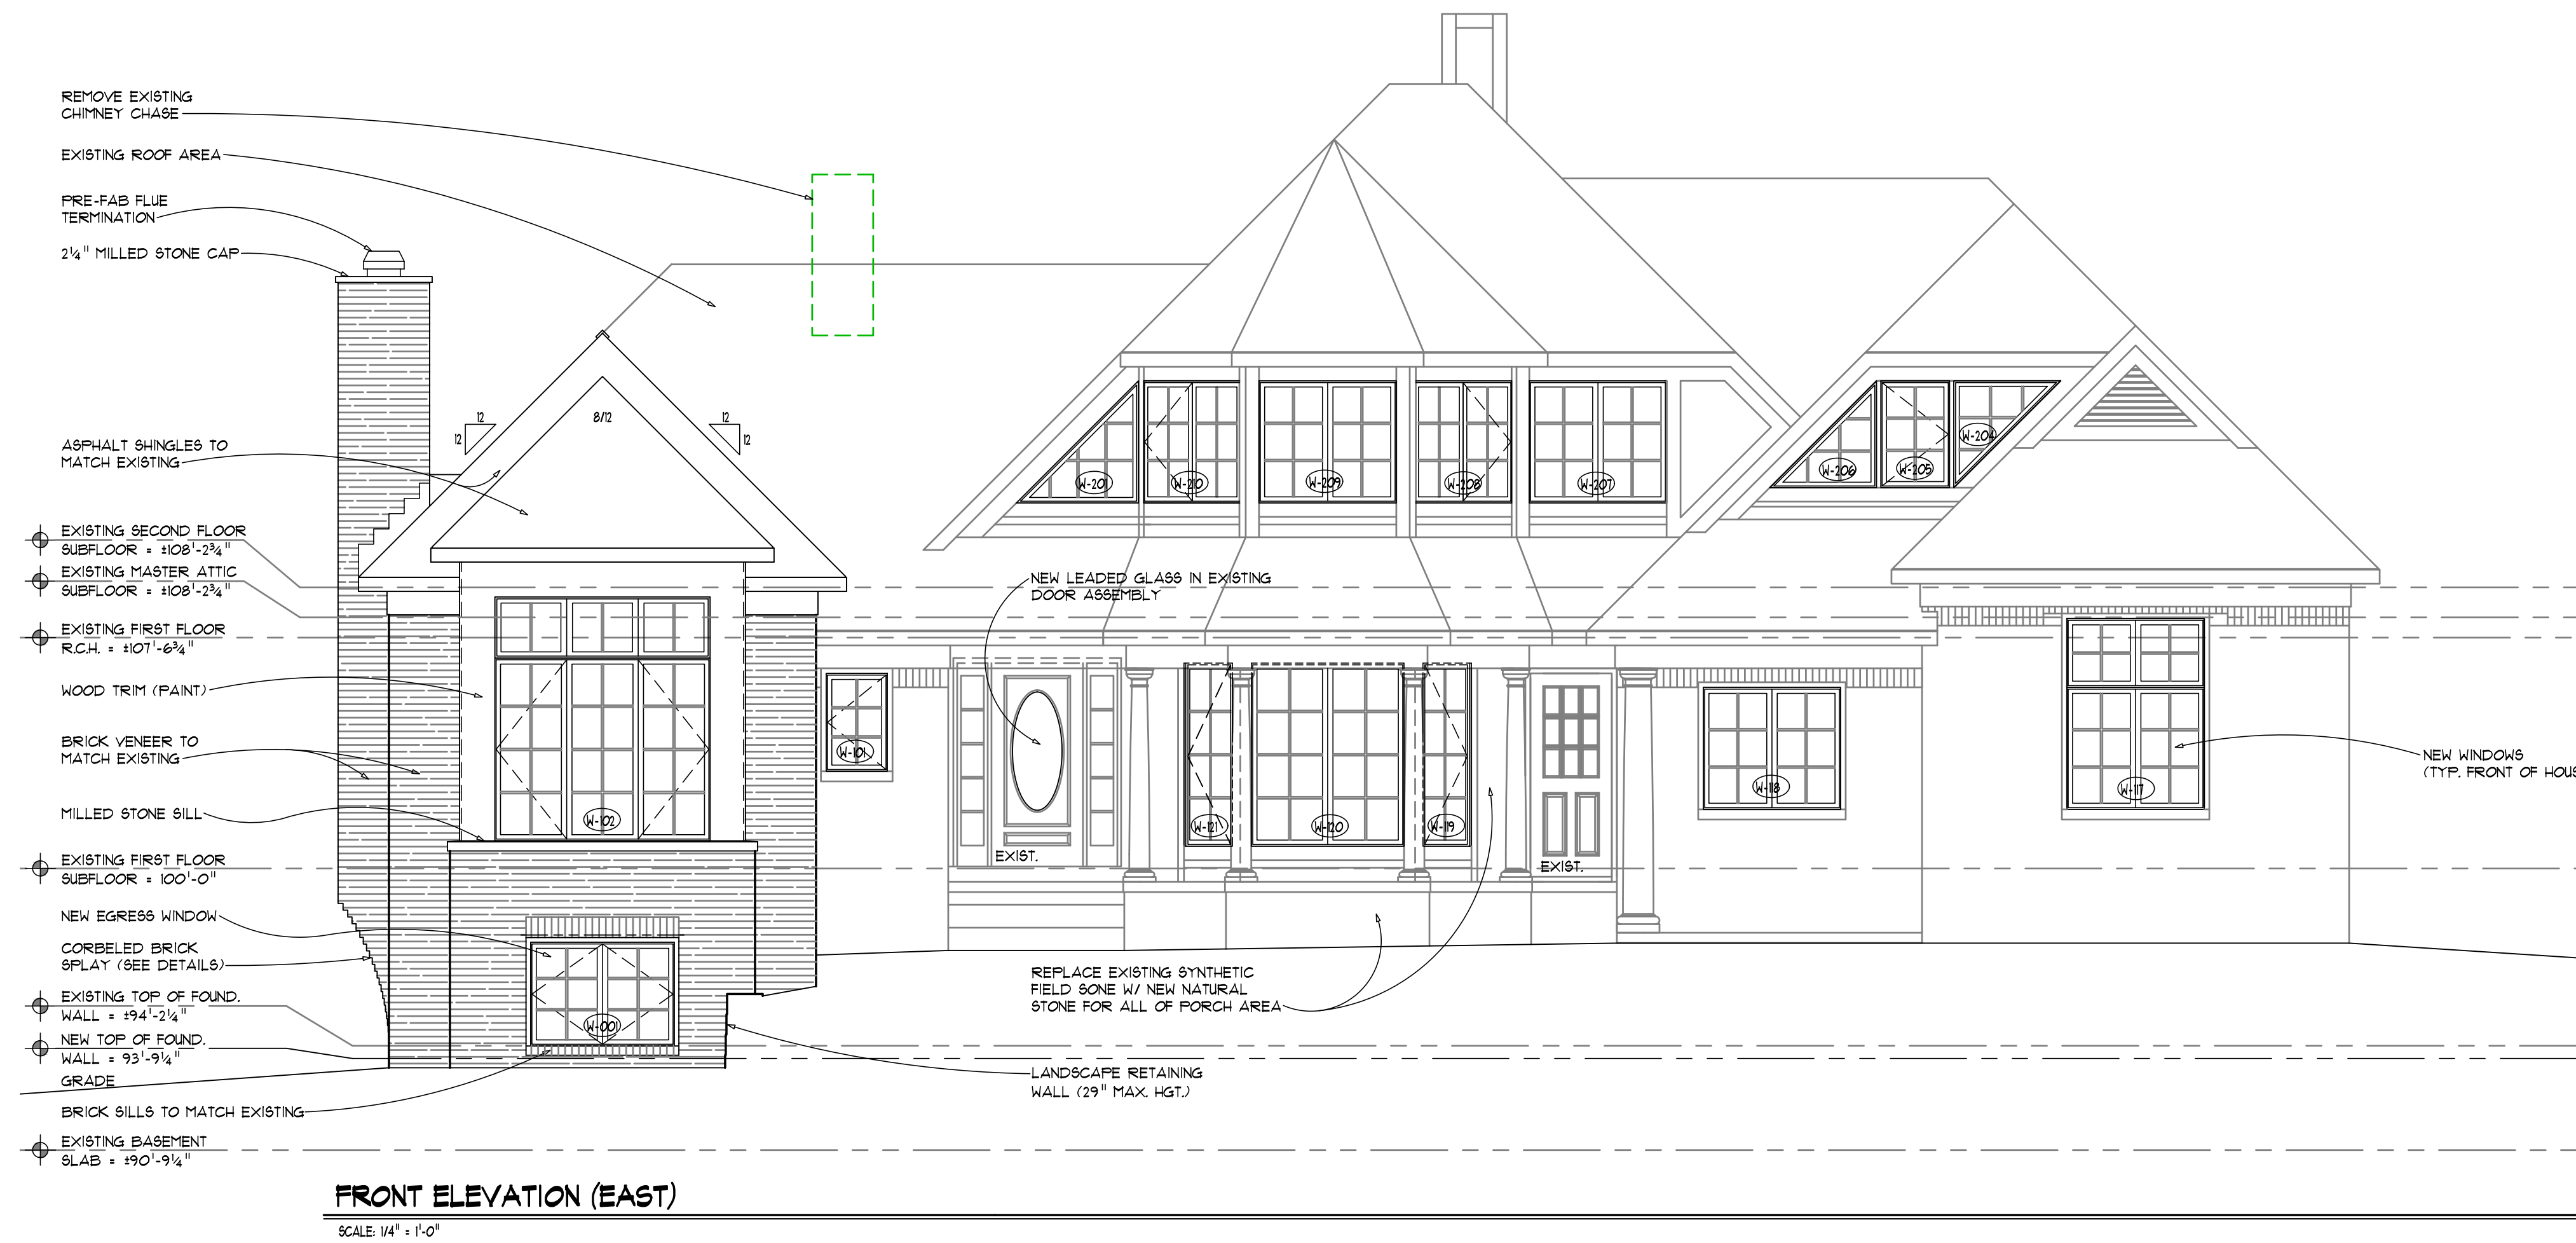 REMOVE EXISTING
CHIMNEY CHASE
EXISTING ROOF AREA
PRE-FAB FLUE
TERMINATION
2¼" MILLED STONE CAP
12
12
8/12
12
12
ASPHALT SHINGLES TO
MATCH EXISTING
W-201
W-210
W-209
W-208
W-207
W-206
W-205
W-204
EXISTING SECOND FLOOR
SUBFLOOR = ±108'-2¾"
EXISTING MASTER ATTIC
SUBFLOOR = ±108'-2¾"
NEW LEADED GLASS IN EXISTING
DOOR ASSEMBLY
EXISTING FIRST FLOOR
R.C.H. = ±107'-6¾"
WOOD TRIM (PAINT)
BRICK VENEER TO
MATCH EXISTING
W-101
NEW WINDOWS
(TYP. FRONT OF HOUS
W-118
W-117
MILLED STONE SILL
W-102
W-121
W-120
W-119
EXIST.
EXIST.
EXISTING FIRST FLOOR
SUBFLOOR = 100'-0"
NEW EGRESS WINDOW
CORBELED BRICK
SPLAY (SEE DETAILS)
REPLACE EXISTING SYNTHETIC
FIELD SONE W/ NEW NATURAL
STONE FOR ALL OF PORCH AREA
EXISTING TOP OF FOUND.
WALL = ±94'-2¼"
W-001
NEW TOP OF FOUND.
WALL = 93'-9¼"
GRADE
LANDSCAPE RETAINING
WALL (29" MAX. HGT.)
BRICK SILLS TO MATCH EXISTING
EXISTING BASEMENT
SLAB = ±90'-9¼"
FRONT ELEVATION (EAST)
SCALE: 1/4" = 1'-0"